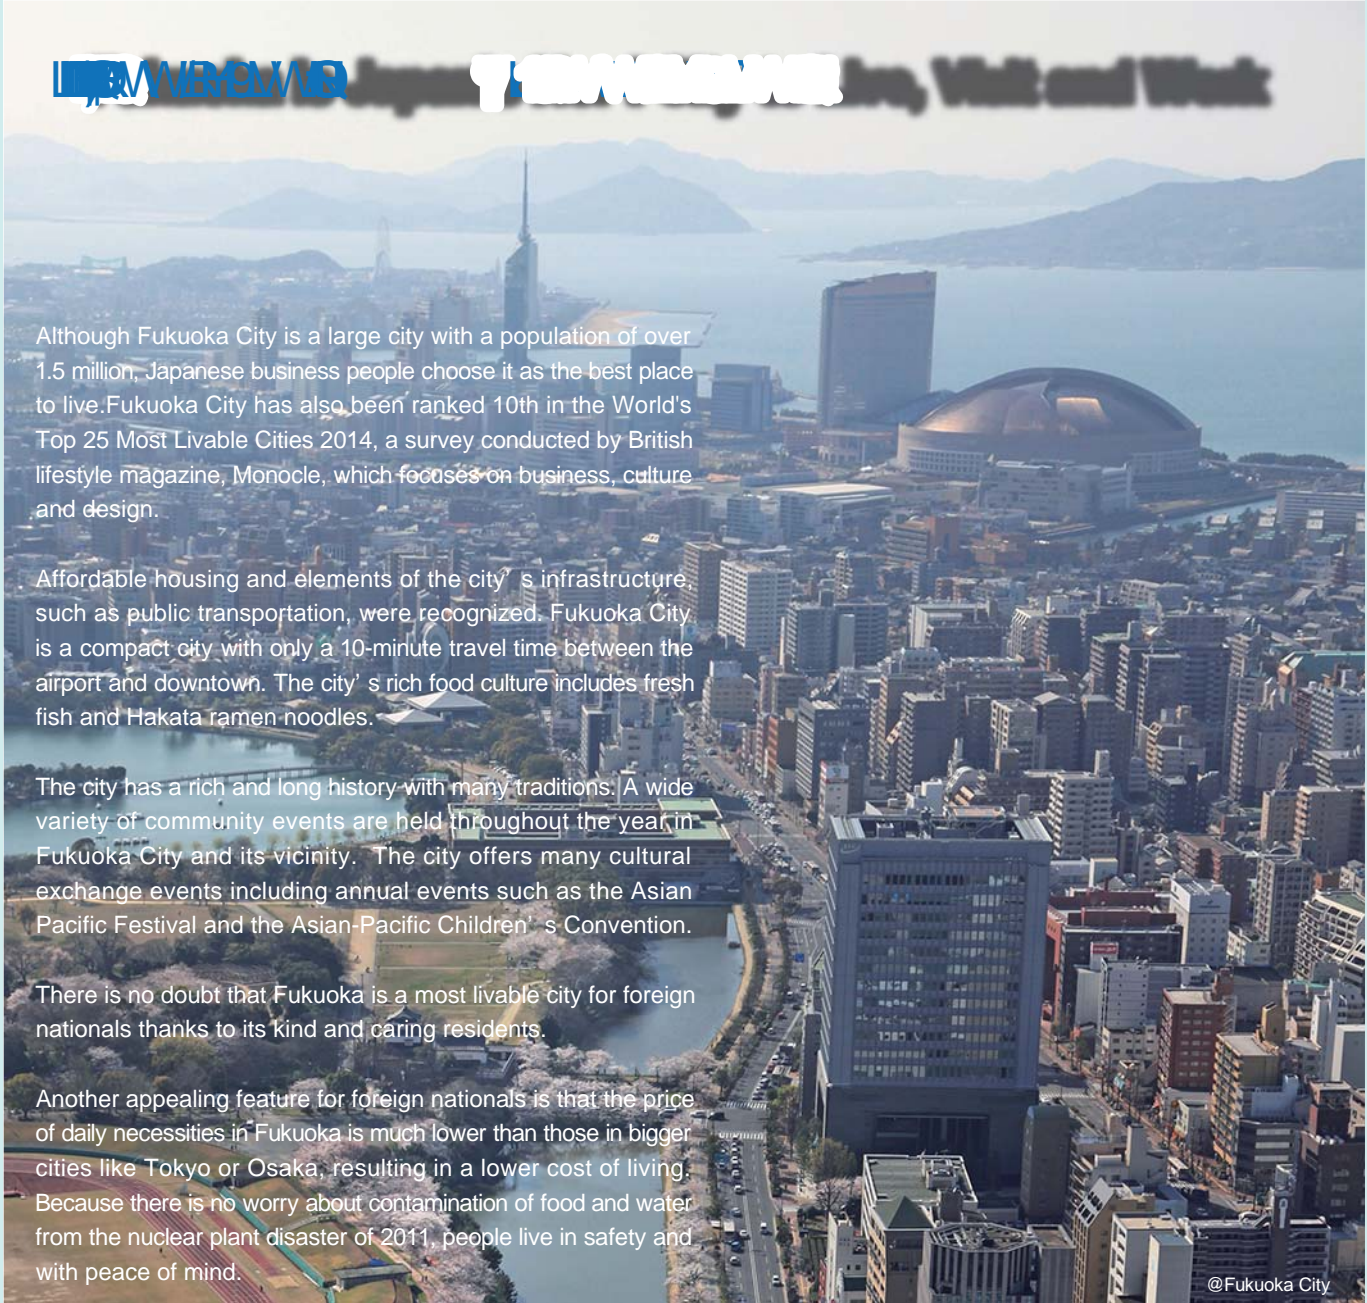 Although Fukuoka City is a large city with a population of over
1.5 million, Japanese business people choose it as the best place
to live.Fukuoka City has also been ranked 10th in the World's
Top 25 Most Livable Cities 2014, a survey conducted by British
lifestyle magazine, Monocle, which focuses on business, culture
and design.
Affordable housing and elements of the city’ s infrastructure,
such as public transportation, were recognized. Fukuoka City
is a compact city with only a 10-minute travel time between the
airport and downtown. The city’ s rich food culture includes fresh
fish and Hakata ramen noodles.
The city has a rich and long history with many traditions. A wide
variety of community events are held throughout the year in
Fukuoka City and its vicinity. The city offers many cultural
exchange events including annual events such as the Asian
Pacific Festival and the Asian-Pacific Children’ s Convention.
There is no doubt that Fukuoka is a most livable city for foreign
nationals thanks to its kind and caring residents.
Another appealing feature for foreign nationals is that the price
of daily necessities in Fukuoka is much lower than those in bigger
cities like Tokyo or Osaka, resulting in a lower cost of living.
Because there is no worry about contamination of food and water
from the nuclear plant disaster of 2011, people live in safety and
with peace of mind.
@Fukuoka City